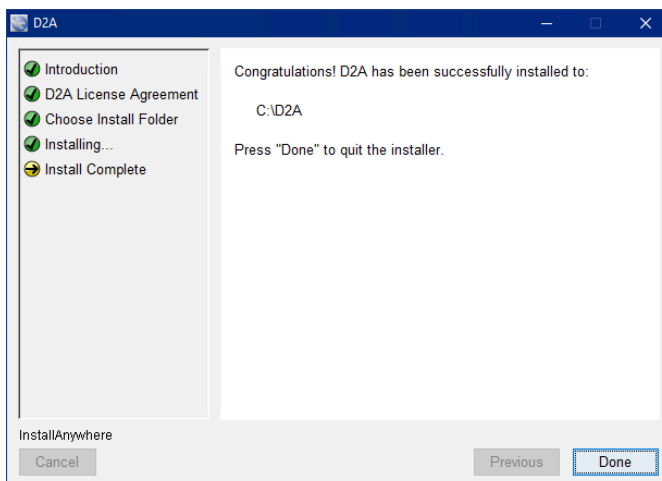 D2A
Introduction
D2A License Agreement
Choose Install Folder
Installing...
Install Complete
Congratulations! D2A has been successfully installed to:
C:\D2A
Press "Done" to quit the installer.
InstallAnywhere
Cancel
Previous
Done